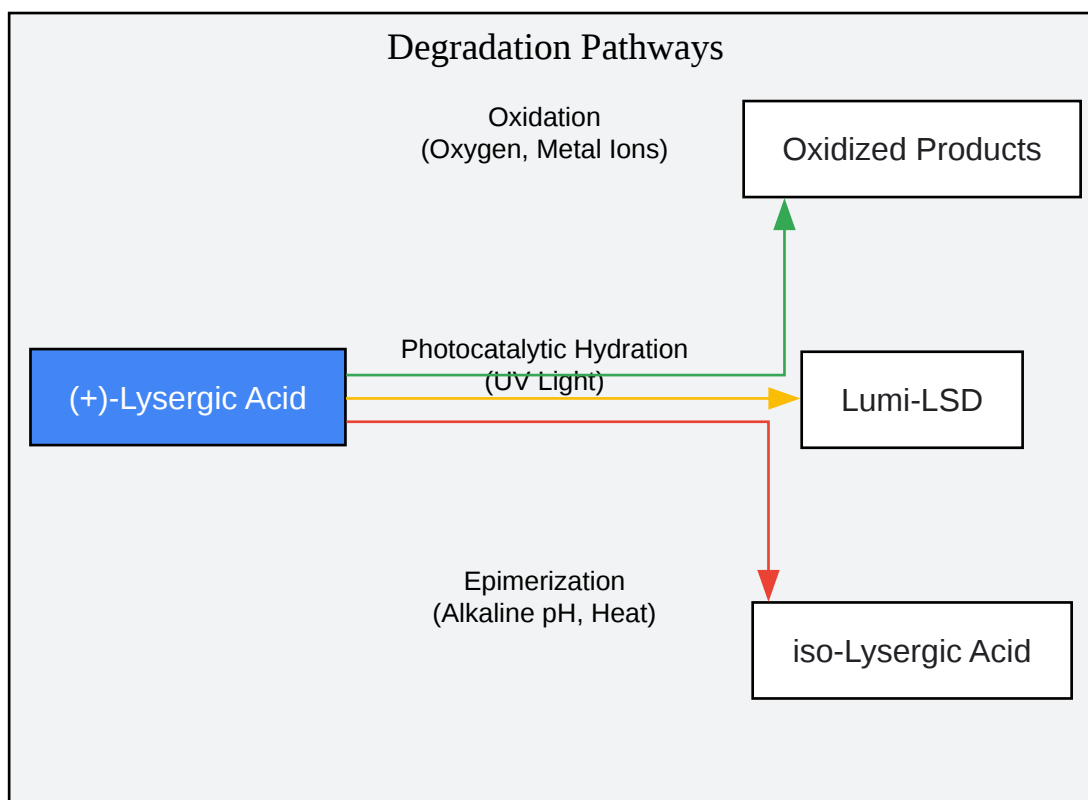 Degradation Pathways
Oxidation
(Oxygen, Metal Ions)
Oxidized Products
(+)-Lysergic Acid
Photocatalytic Hydration
(UV Light)
Lumi-LSD
Epimerization
(Alkaline pH, Heat)
iso-Lysergic Acid